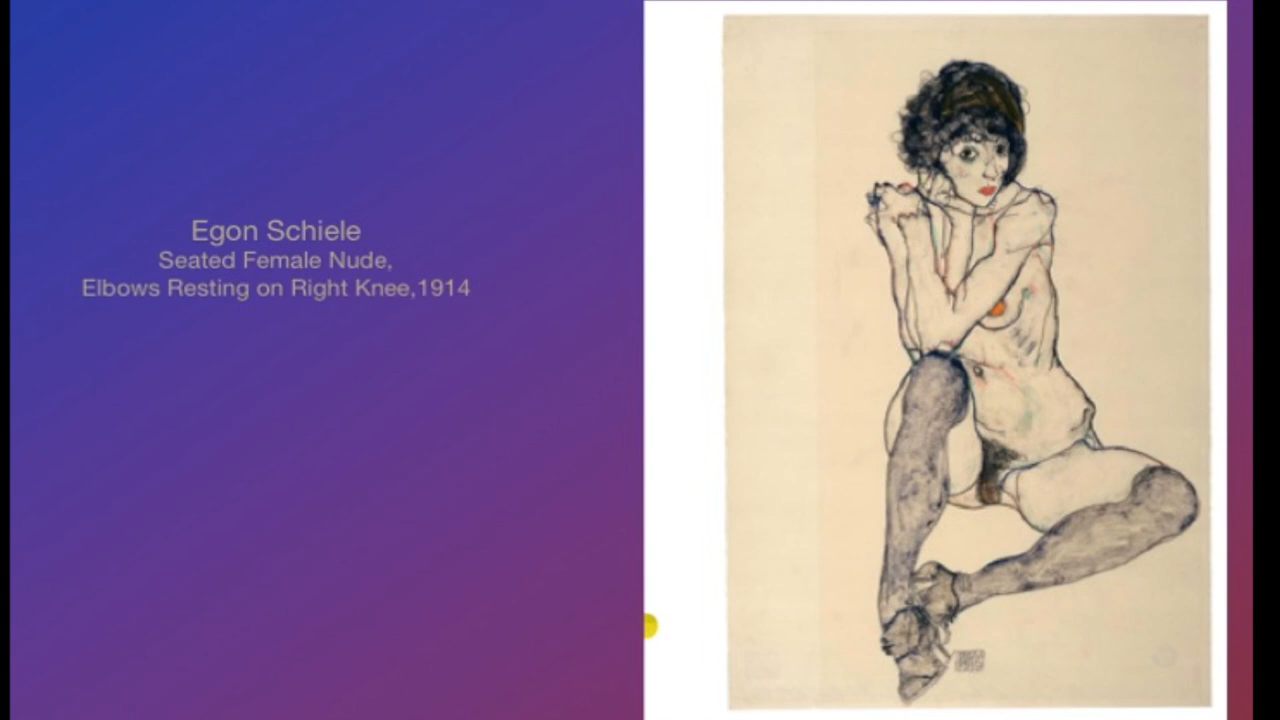 Egon Schiele
Seated Female Nude,
Elbows Resting on Right Knee,1914